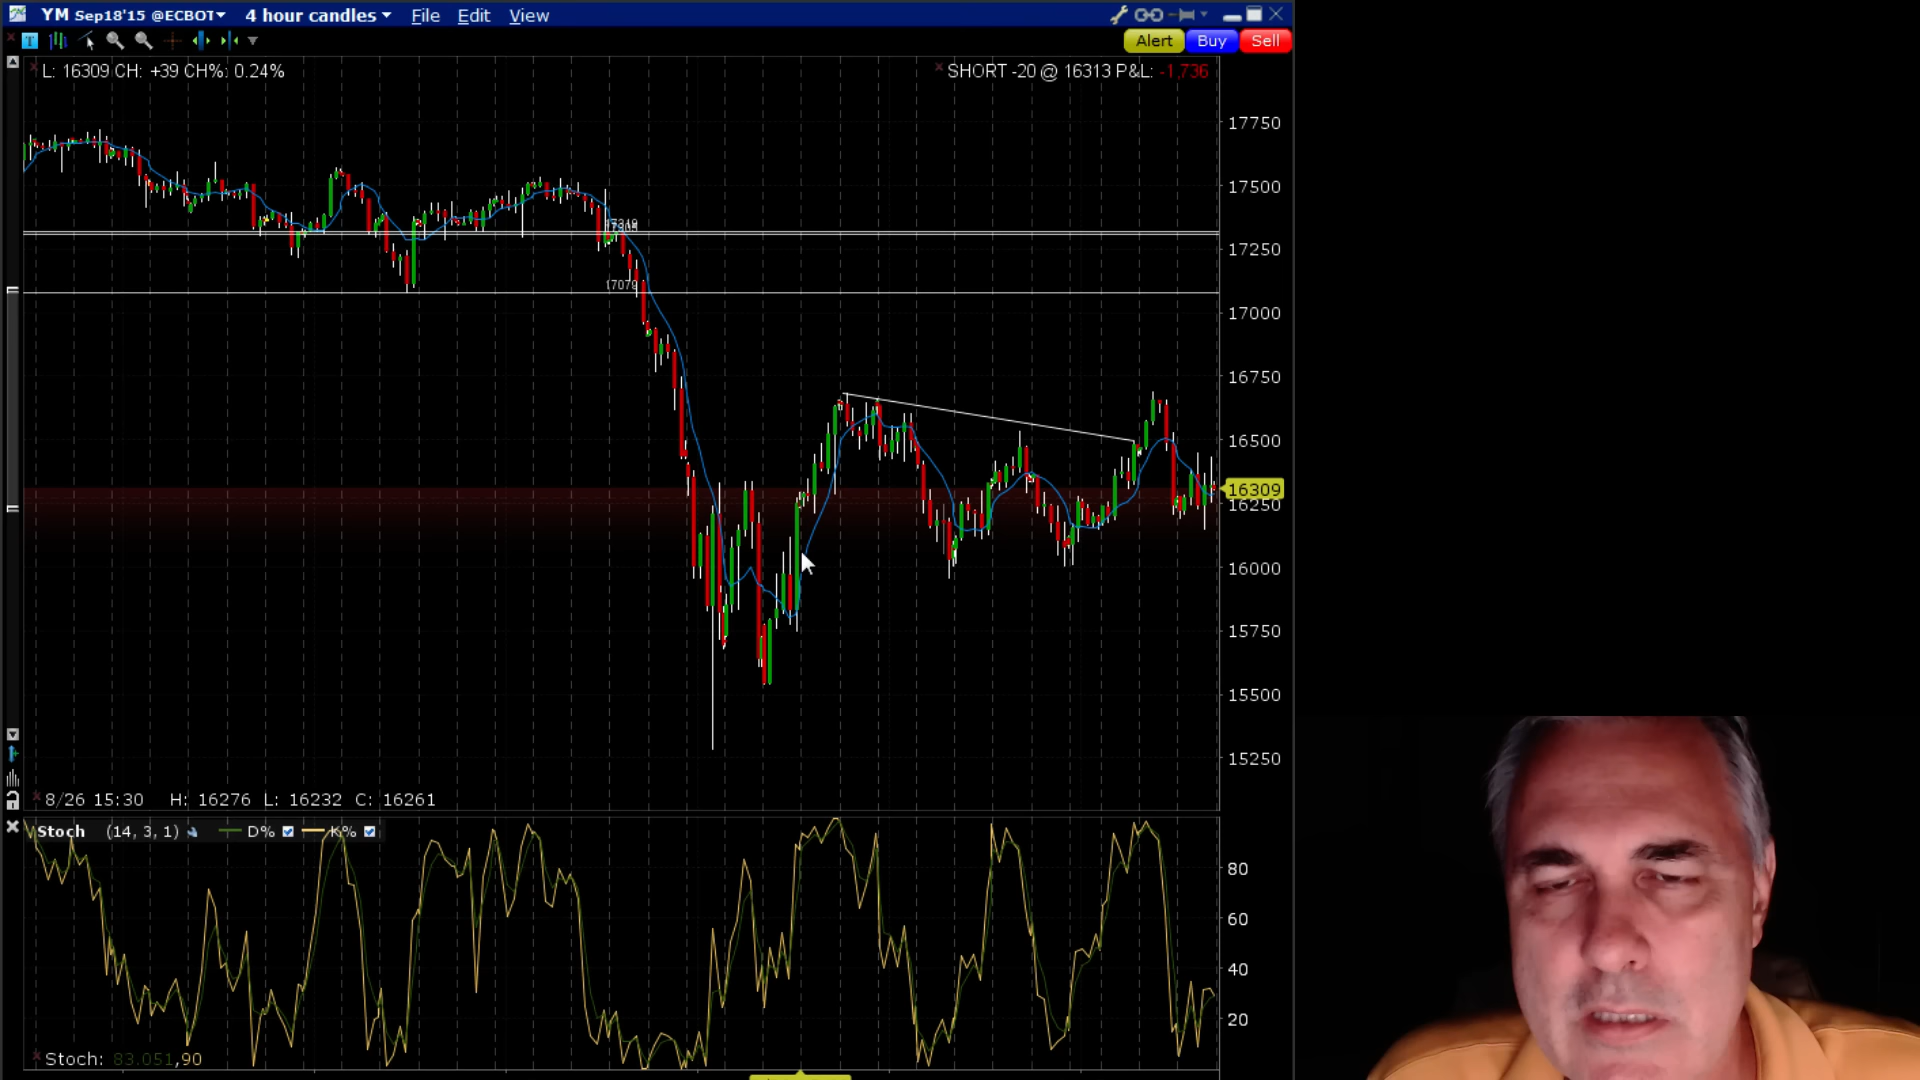 YM Sep18'15 @ECBOT 4 hour candles File Edit View
T Alert Buy Sell
L: 16309 CH: +39 CH%: 0.24% SHORT -20 @ 16313 P&L: -1,736
17750
17500
17250
17000
16750
16500
16309
16250
16000
15750
15500
15250
17079
8/26 15:30 H: 16276 L: 16232 C: 16261
Stoch (14, 3, 1) D% K%
80
60
40
20
Stoch: 83.051,90